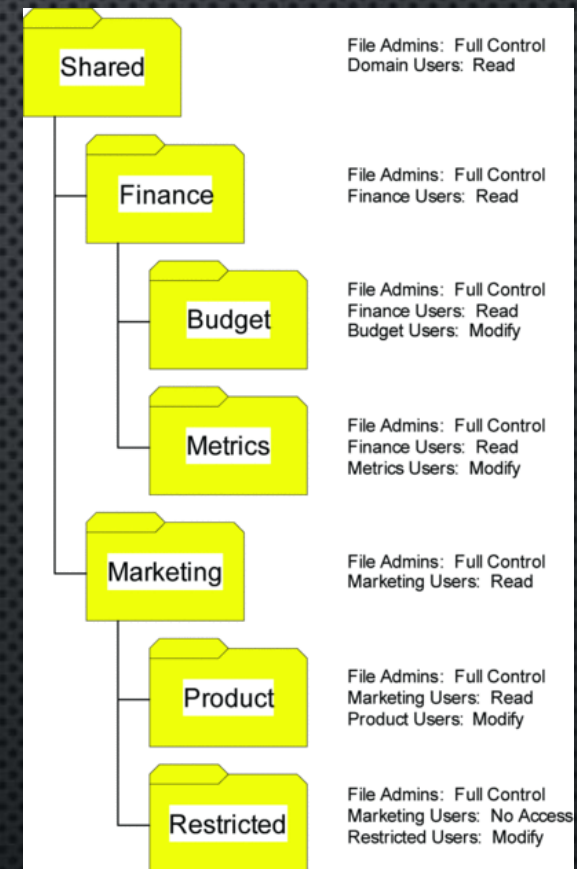 Shared
File Admins: Full Control
Domain Users: Read
Finance
File Admins: Full Control
Finance Users: Read
Budget
File Admins: Full Control
Finance Users: Read
Budget Users: Modify
Metrics
File Admins: Full Control
Finance Users: Read
Metrics Users: Modify
Marketing
File Admins: Full Control
Marketing Users: Read
Product
File Admins: Full Control
Marketing Users: Read
Product Users: Modify
Restricted
File Admins: Full Control
Marketing Users: No Access
Restricted Users: Modify